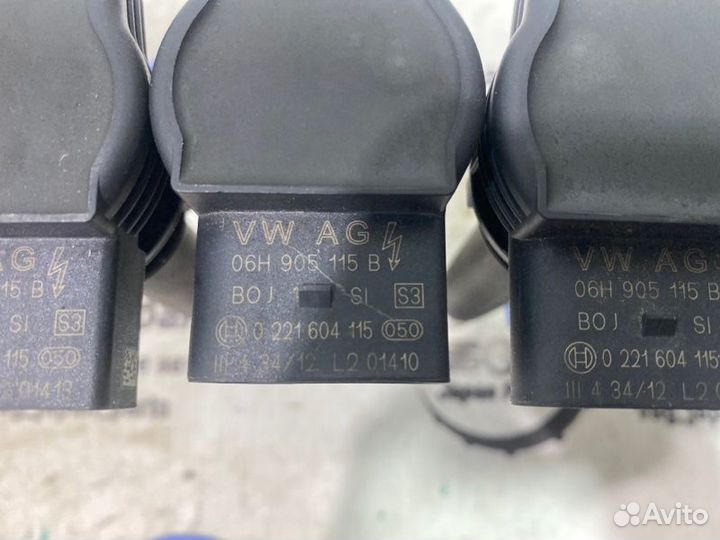 AG
15 B
SI S3
115 050
01413
VW AG
06H 905 115 B
BOJ SI S3
0 221 604 115 050
III 4 34/12 L2 01410
VW AG
06H 905 115 B
BOJ SI
0 221 604 115
III 4 34/12 L2
Avito